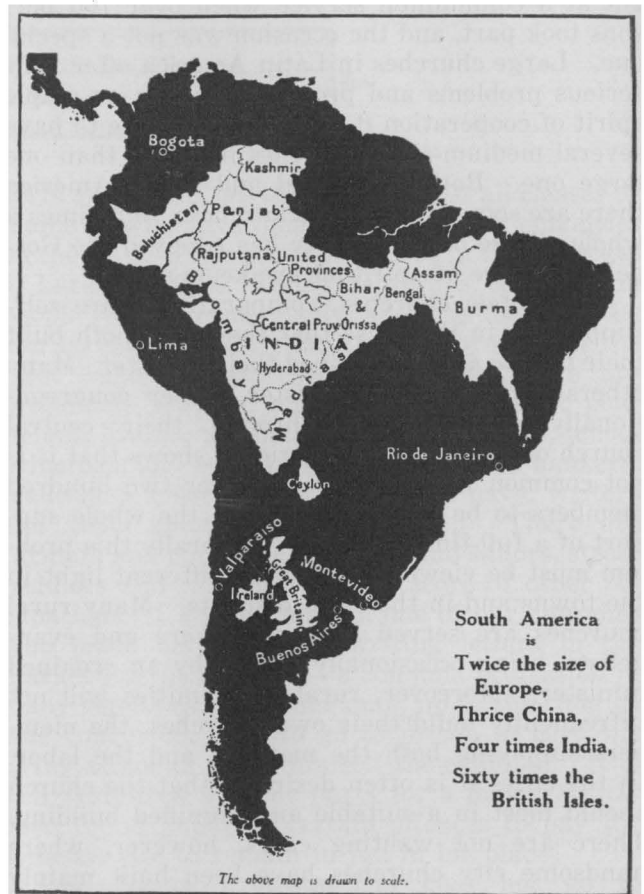 Bogota
Kashmir
Baluchistan
Panjab
Rajputana
United
Provinces
Assam
Bihar
&
Orissa
Bengal
Burma
Bombay
Central Prov.
INDIA
Lima
Hyderabad
Madras
Rio de Janeiro
Ceylon
Valparaiso
Ireland
Great Britain
Montevideo
Buenos Aires
South America
is
Twice the size of
Europe,
Thrice China,
Four times India,
Sixty times the
British Isles.
The above map is drawn to scale.